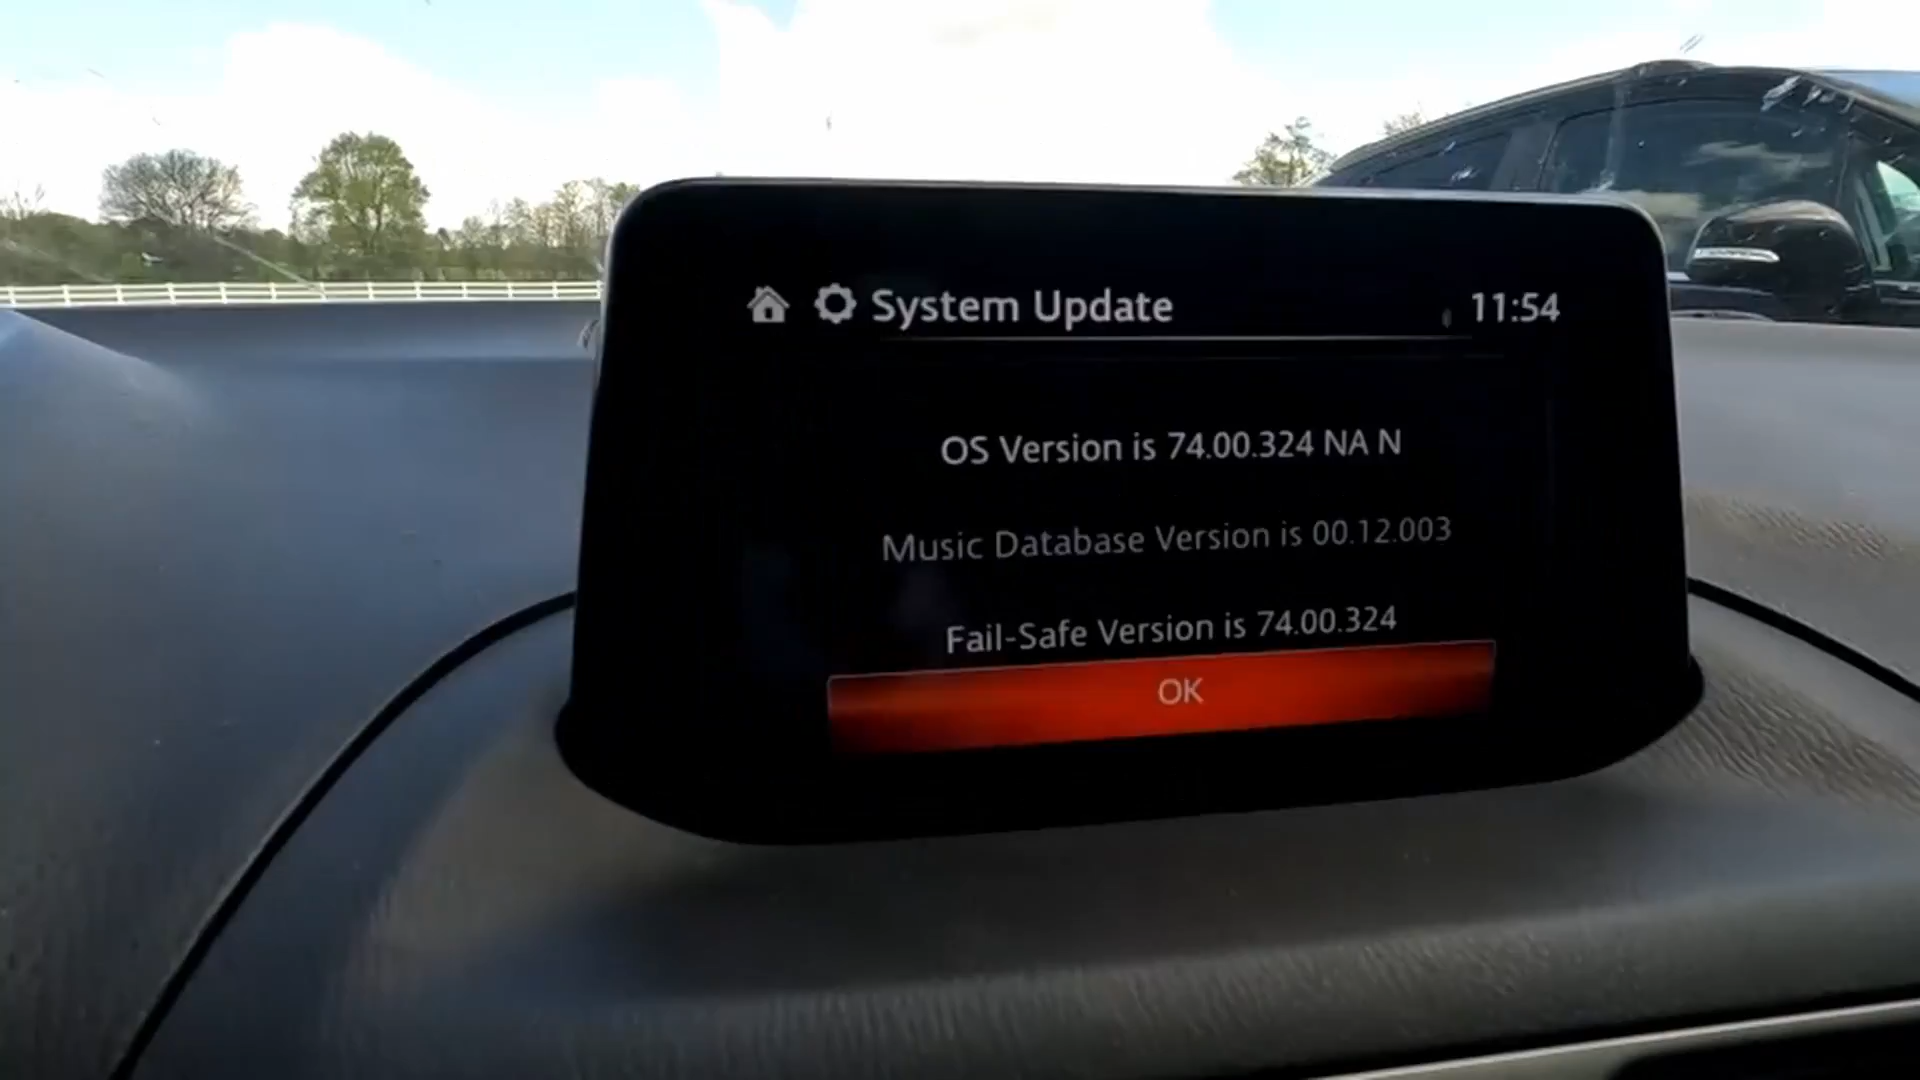 System Update
11:54
OS Version is 74.00.324 NA N
Music Database Version is 00.12.003
Fail-Safe Version is 74.00.324
OK